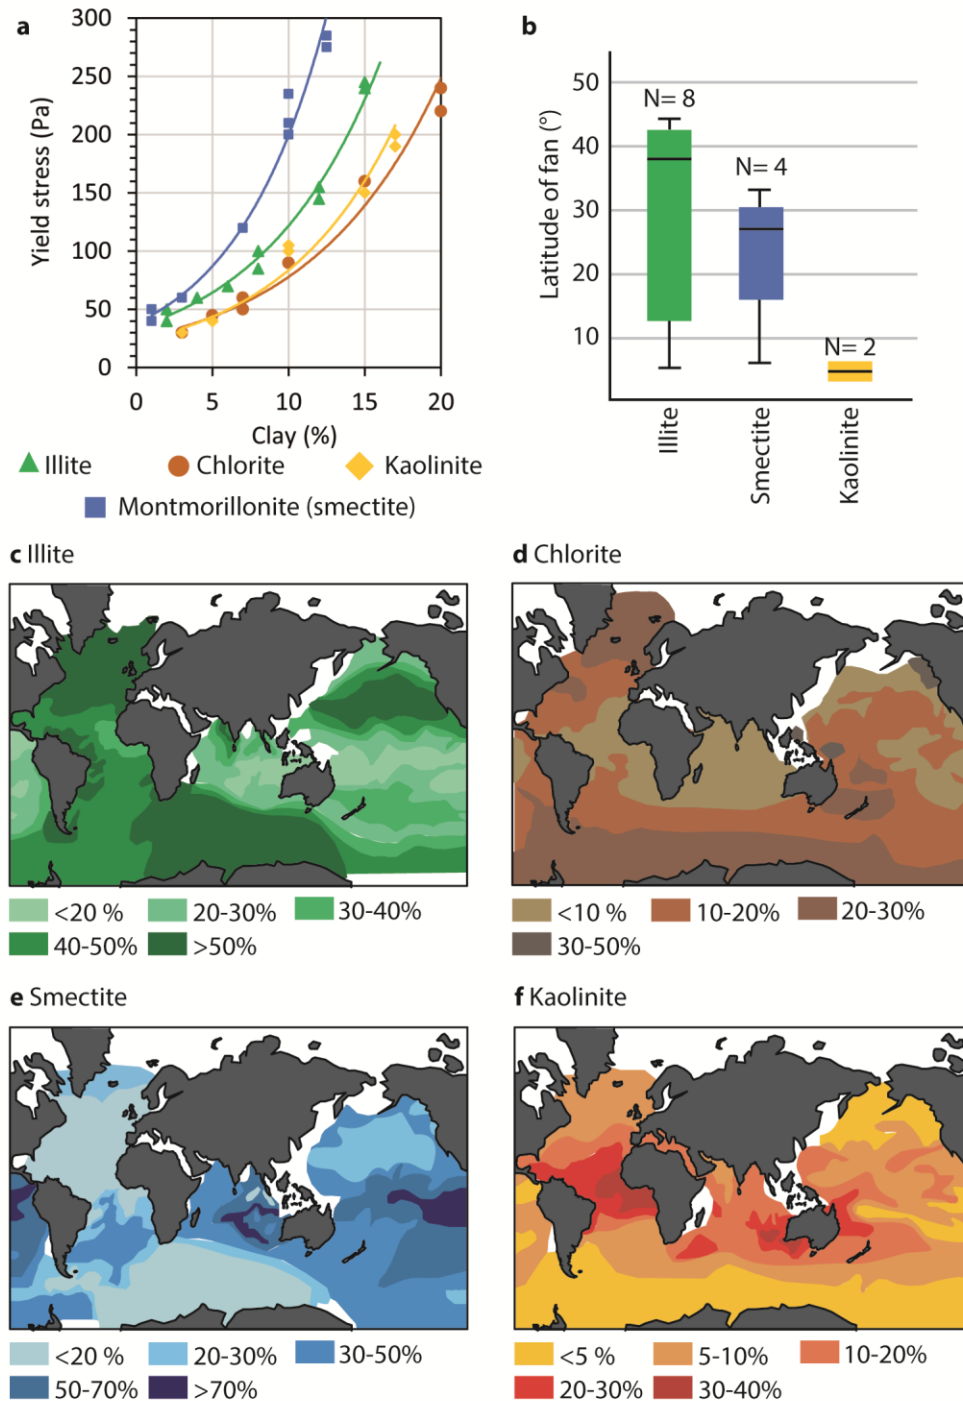 a
300
250
200
150
100
50
0
Yield stress (Pa)
0 5 10 15 20
Clay (%)
Illite Chlorite Kaolinite
Montmorillonite (smectite)
b
50
40
30
20
10
Latitude of fan (°)
N= 8
N= 4
N= 2
Illite
Smectite
Kaolinite
c Illite
<20 % 20-30% 30-40%
40-50% >50%
d Chlorite
<10 % 10-20% 20-30%
30-50%
e Smectite
<20 % 20-30% 30-50%
50-70% >70%
f Kaolinite
<5 % 5-10% 10-20%
20-30% 30-40%